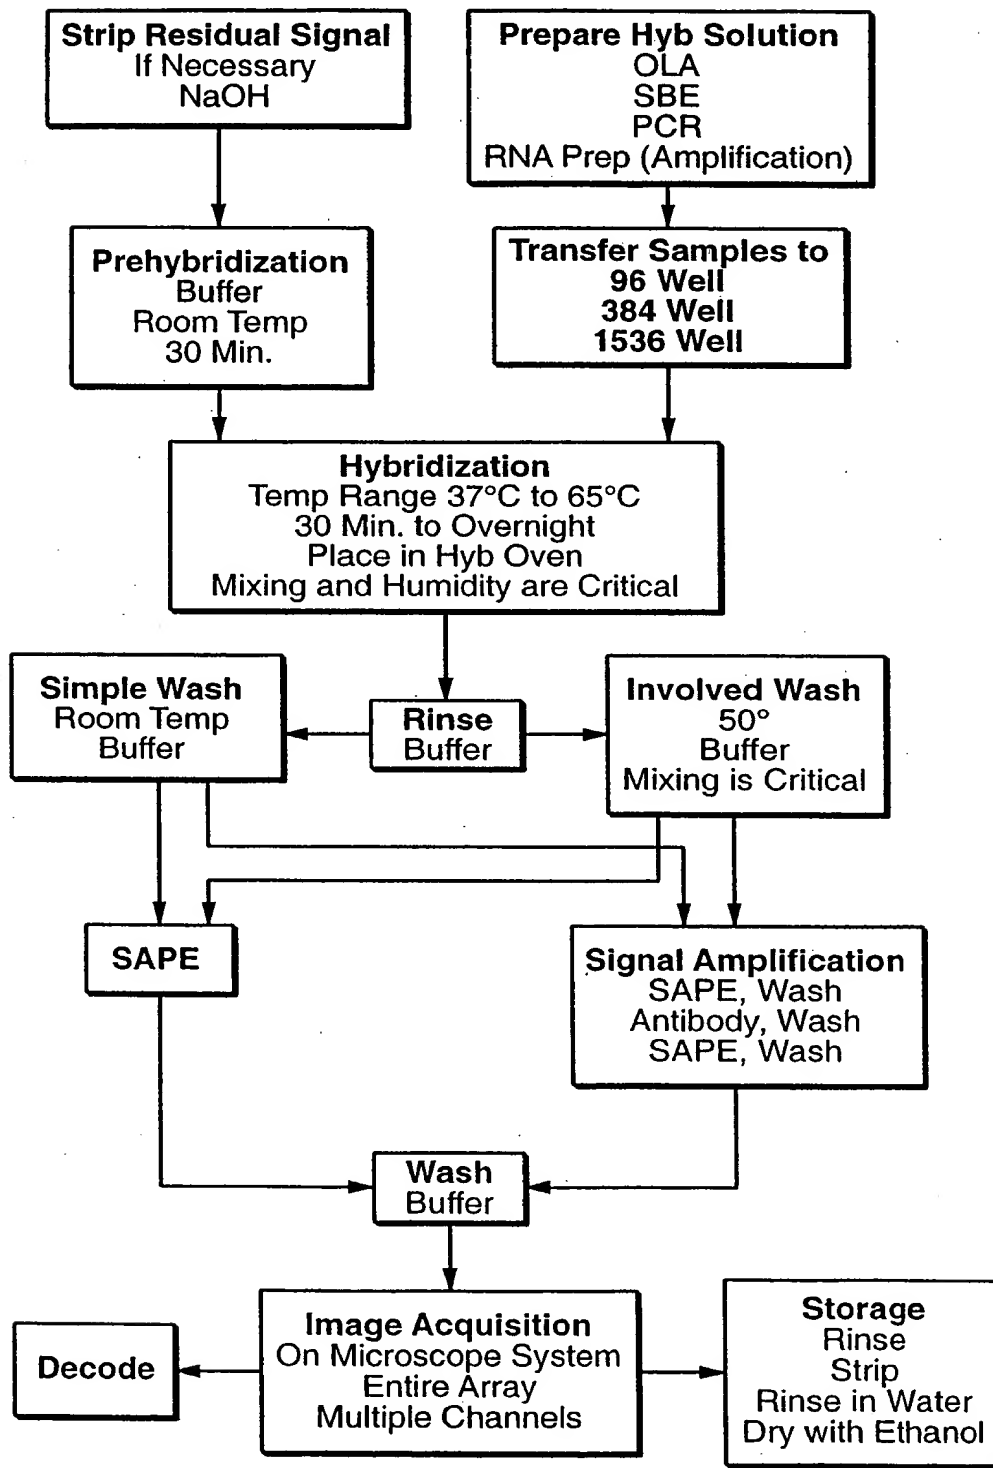 Strip Residual Signal
If Necessary
NaOH
Prepare Hyb Solution
OLA
SBE
PCR
RNA Prep (Amplification)
Prehybridization
Buffer
Room Temp
30 Min.
Transfer Samples to
96 Well
384 Well
1536 Well
Hybridization
Temp Range 37°C to 65°C
30 Min. to Overnight
Place in Hyb Oven
Mixing and Humidity are Critical
Simple Wash
Room Temp
Buffer
Rinse
Buffer
Involved Wash
50°
Buffer
Mixing is Critical
SAPE
Signal Amplification
SAPE, Wash
Antibody, Wash
SAPE, Wash
Wash
Buffer
Decode
Image Acquisition
On Microscope System
Entire Array
Multiple Channels
Storage
Rinse
Strip
Rinse in Water
Dry with Ethanol